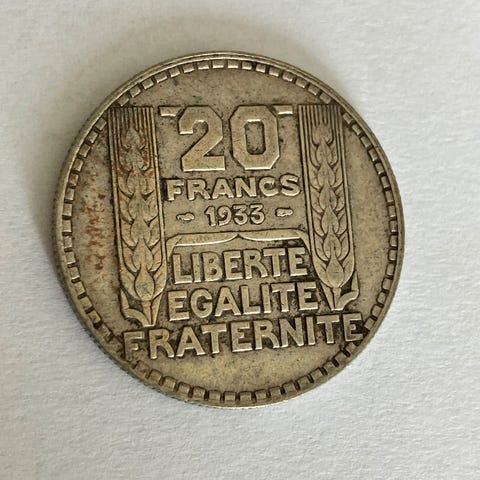 20
FRANCS
1933
LIBERTE
EGALITE
FRATERNITE